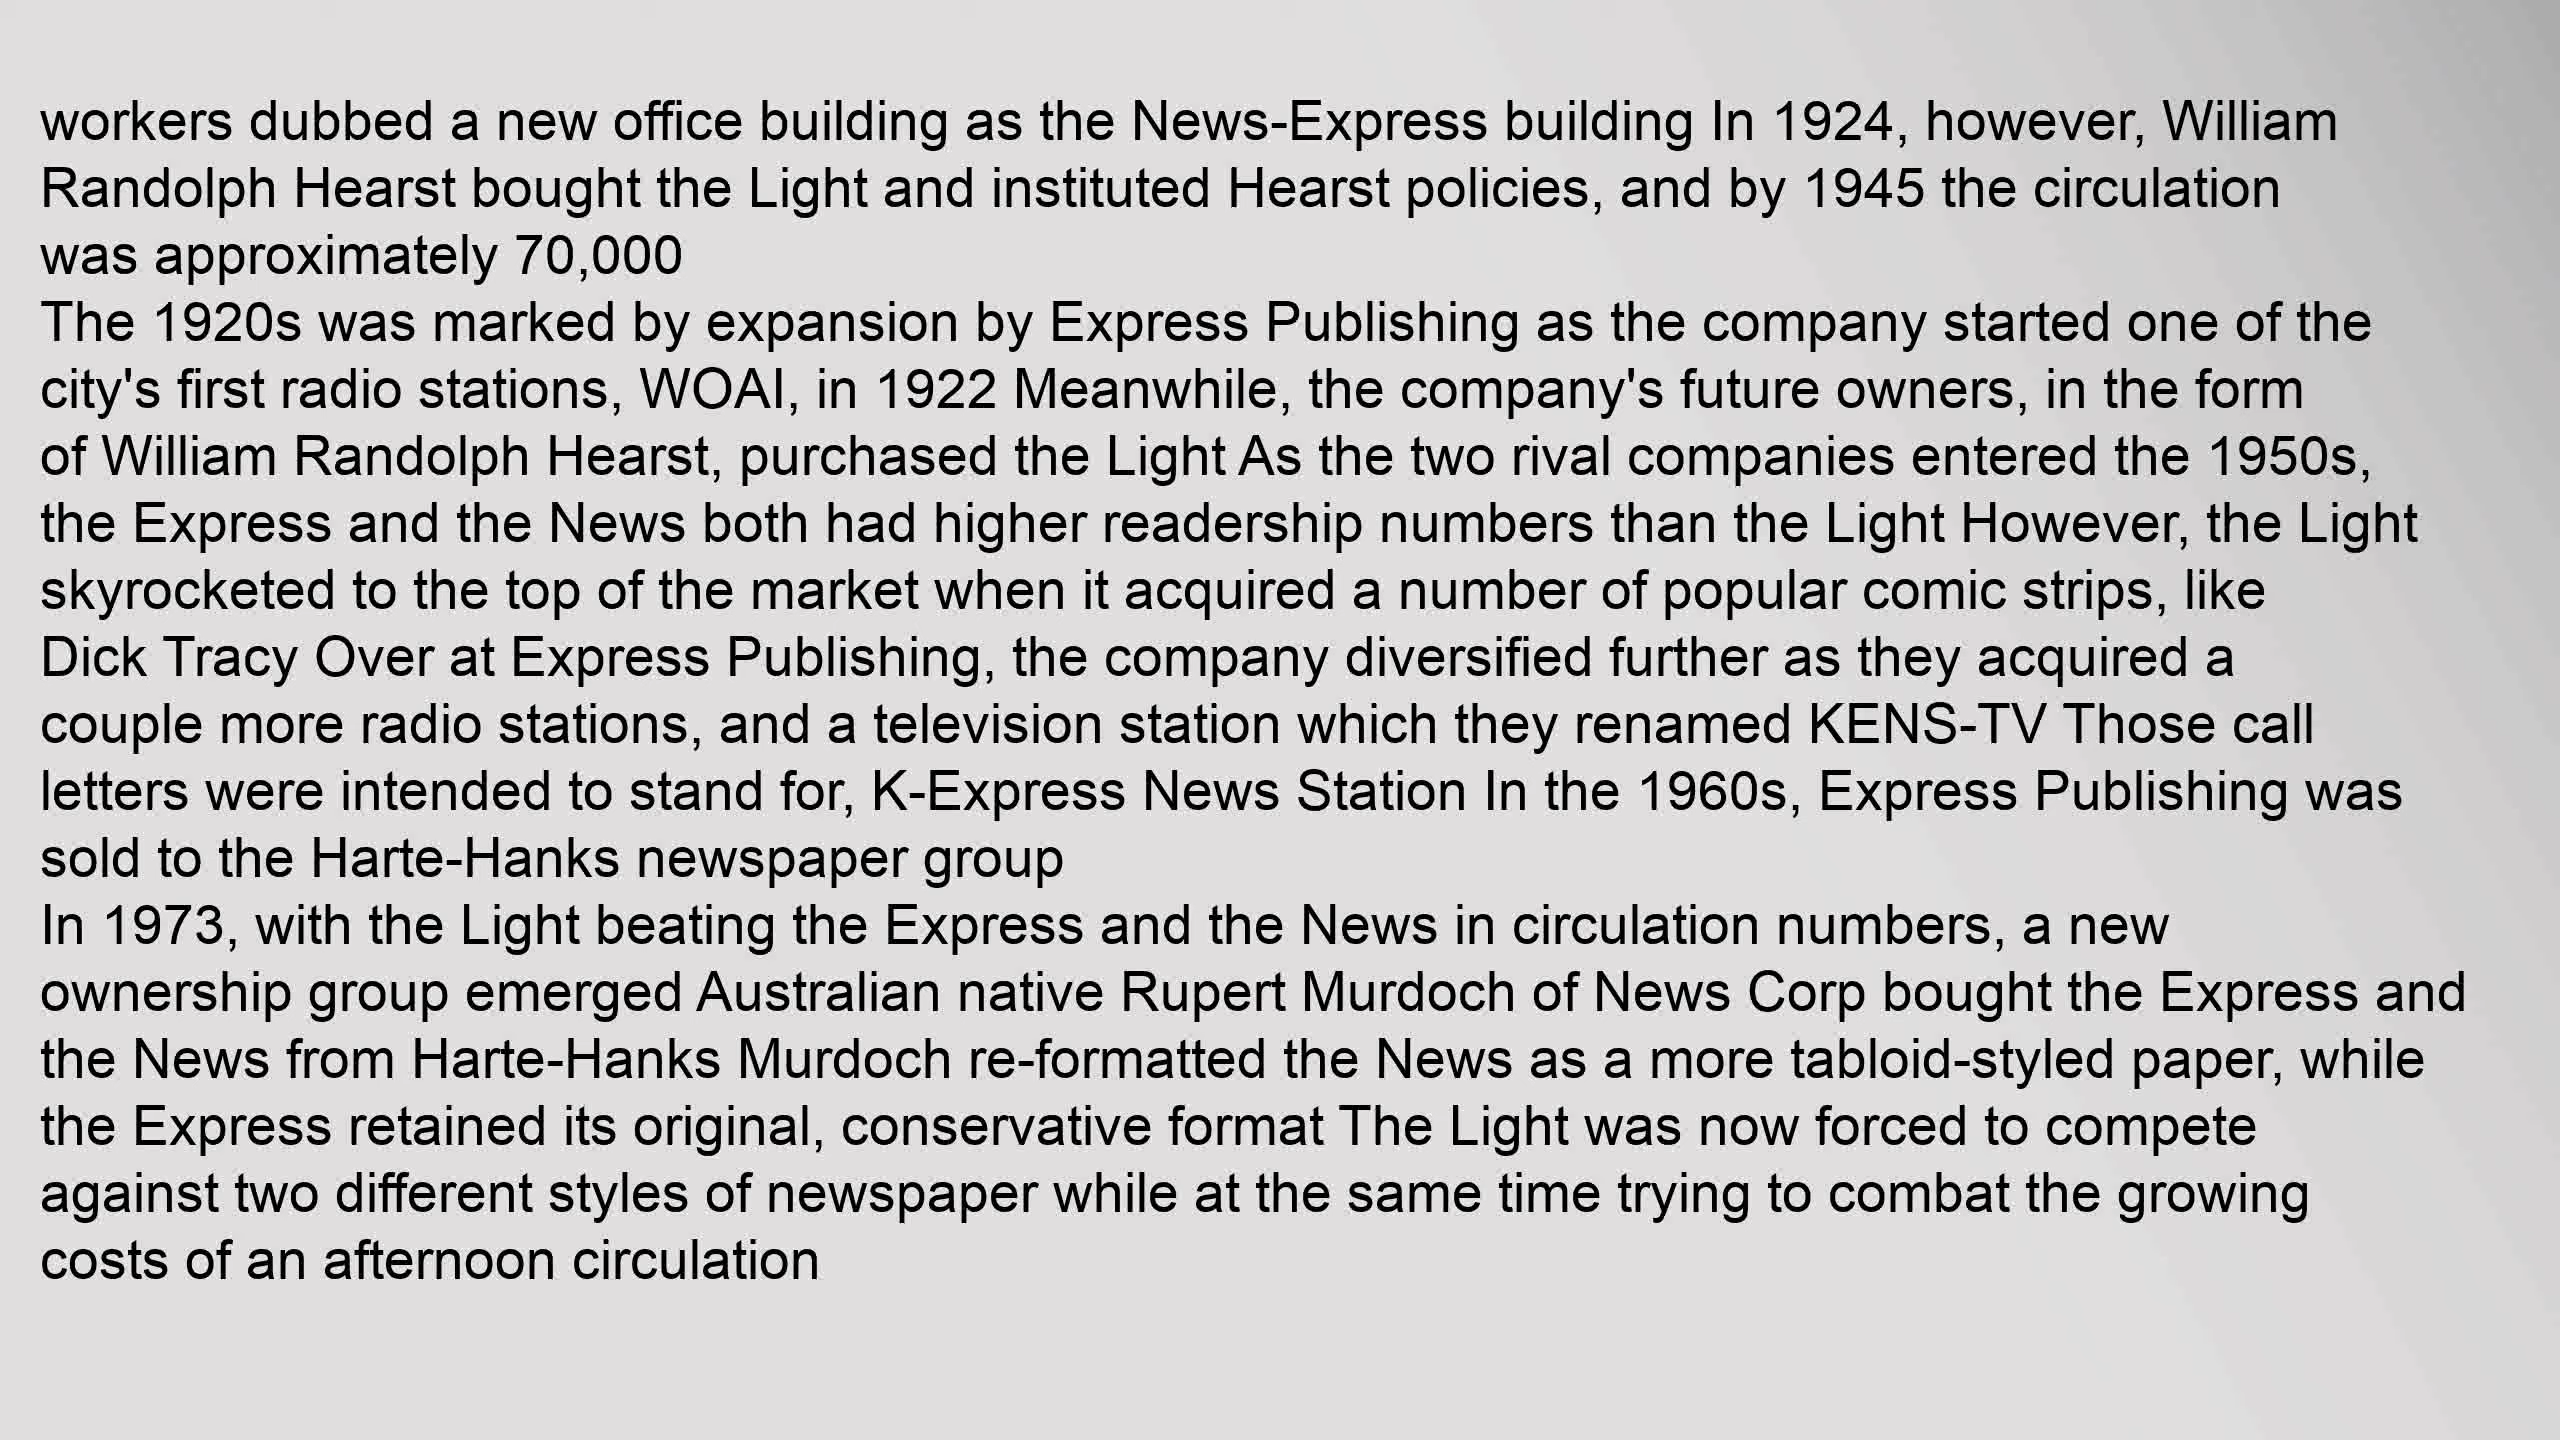 workers dubbed a new office building as the News-Express building In 1924, however, William
Randolph Hearst bought the Light and instituted Hearst policies, and by 1945 the circulation
was approximately 70,000
The 1920s was marked by expansion by Express Publishing as the company started one of the
city's first radio stations, WOAI, in 1922 Meanwhile, the company's future owners, in the form
of William Randolph Hearst, purchased the Light As the two rival companies entered the 1950s,
the Express and the News both had higher readership numbers than the Light However, the Light
skyrocketed to the top of the market when it acquired a number of popular comic strips, like
Dick Tracy Over at Express Publishing, the company diversified further as they acquired a
couple more radio stations, and a television station which they renamed KENS-TV Those call
letters were intended to stand for, K-Express News Station In the 1960s, Express Publishing was
sold to the Harte-Hanks newspaper group
In 1973, with the Light beating the Express and the News in circulation numbers, a new
ownership group emerged Australian native Rupert Murdoch of News Corp bought the Express and
the News from Harte-Hanks Murdoch re-formatted the News as a more tabloid-styled paper, while
the Express retained its original, conservative format The Light was now forced to compete
against two different styles of newspaper while at the same time trying to combat the growing
costs of an afternoon circulation